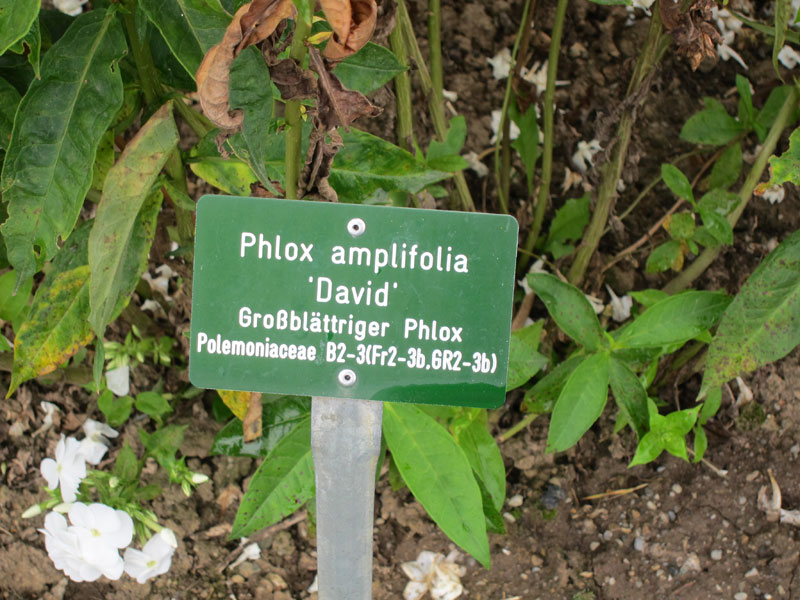 Phlox amplifolia
'David'
Großblättriger Phlox
Polemoniaceae B2-3(Fr2-3b,GR2-3b)